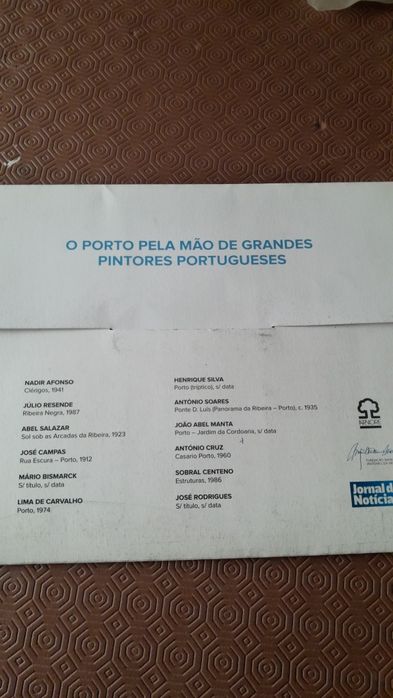 O PORTO PELA MÃO DE GRANDES
PINTORES PORTUGUESES
NADIR AFONSO
Clérigos, 1941
JÚLIO RESENDE
Ribeira Negra, 1987
ABEL SALAZAR
Sol sob as Arcadas da Ribeira, 1923
JOSÉ CAMPAS
Rua Escura – Porto, 1912
MÁRIO BISMARCK
S/ título, s/ data
LIMA DE CARVALHO
Porto, 1974
HENRIQUE SILVA
Porto (tríptico), s/ data
ANTÓNIO SOARES
Ponte D. Luís (Panorama da Ribeira – Porto), c. 1935
JOÃO ABEL MANTA
Porto – Jardim da Cordoaria, s/ data
ANTÓNIO CRUZ
Casario Porto, 1960
SOBRAL CENTENO
Estruturas, 1986
JOSÉ RODRIGUES
S/ título, s/ data
Jornal de
Notícia